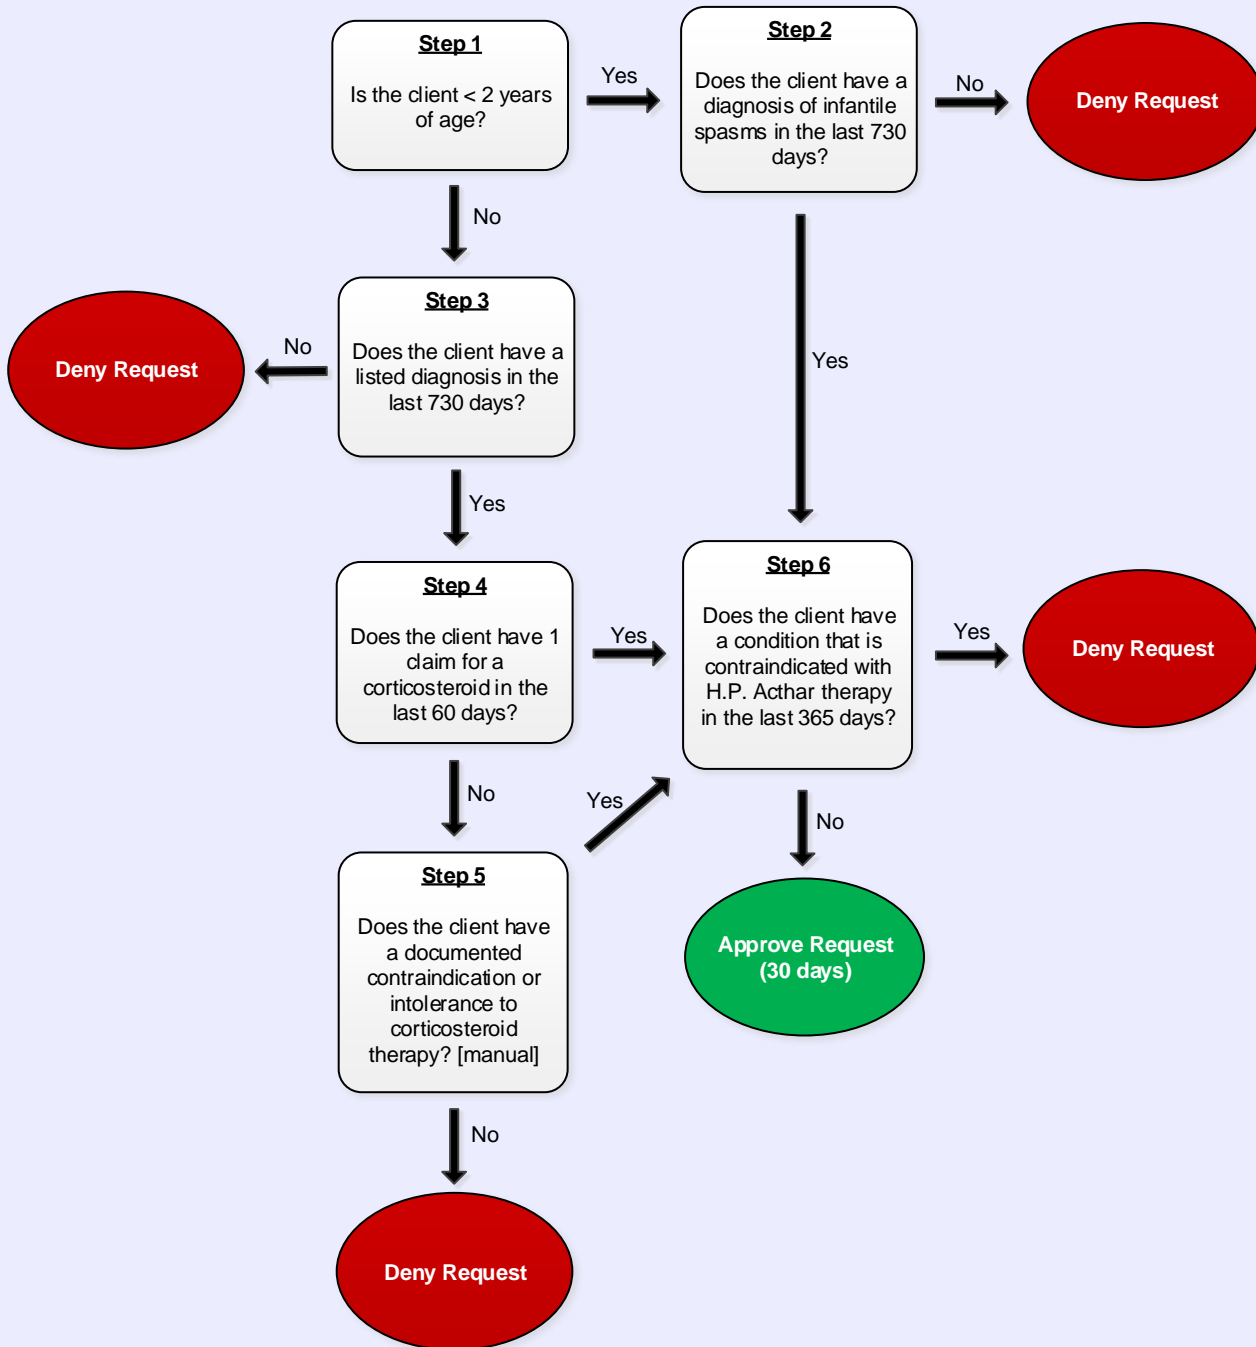 Step 1
Is the client < 2 years
of age?
Yes
Step 2
Does the client have a
diagnosis of infantile
spasms in the last 730
days?
No
Deny Request
No
Yes
Step 3
Does the client have a
listed diagnosis in the
last 730 days?
No
Deny Request
Yes
Step 4
Does the client have 1
claim for a
corticosteroid in the
last 60 days?
Yes
Step 6
Does the client have
a condition that is
contraindicated with
H.P. Acthar therapy
in the last 365 days?
Yes
Deny Request
No
Yes
No
Step 5
Does the client have
a documented
contraindication or
intolerance to
corticosteroid
therapy? [manual]
Approve Request
(30 days)
No
Deny Request